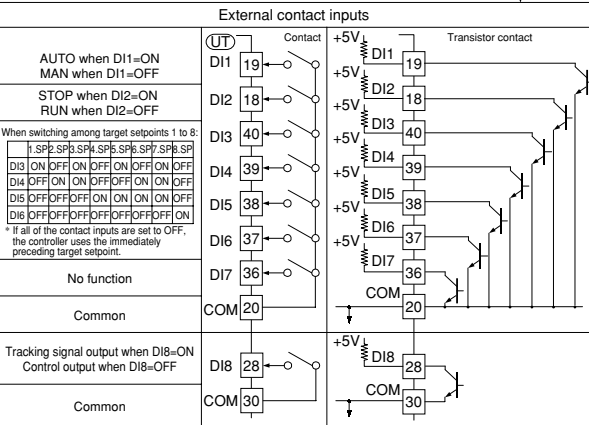 External contact inputs
UT
Contact
Transistor contact
AUTO when DI1=ON
MAN when DI1=OFF
DI1 19
+5V DI1 19
STOP when DI2=ON
RUN when DI2=OFF
DI2 18
+5V DI2 18
When switching among target setpoints 1 to 8:
1.SP 2.SP 3.SP 4.SP 5.SP 6.SP 7.SP 8.SP
DI3 ON OFF ON OFF ON OFF ON OFF
DI4 OFF ON ON OFF OFF ON ON OFF
DI5 OFF OFF OFF ON ON ON ON OFF
DI6 OFF OFF OFF OFF OFF OFF OFF ON
* If all of the contact inputs are set to OFF,
the controller uses the immediately
preceding target setpoint.
DI3 40
+5V DI3 40
DI4 39
+5V DI4 39
DI5 38
+5V DI5 38
DI6 37
+5V DI6 37
No function
DI7 36
+5V DI7 36
Common
COM 20
COM 20
Tracking signal output when DI8=ON
Control output when DI8=OFF
DI8 28
+5V DI8 28
Common
COM 30
COM 30